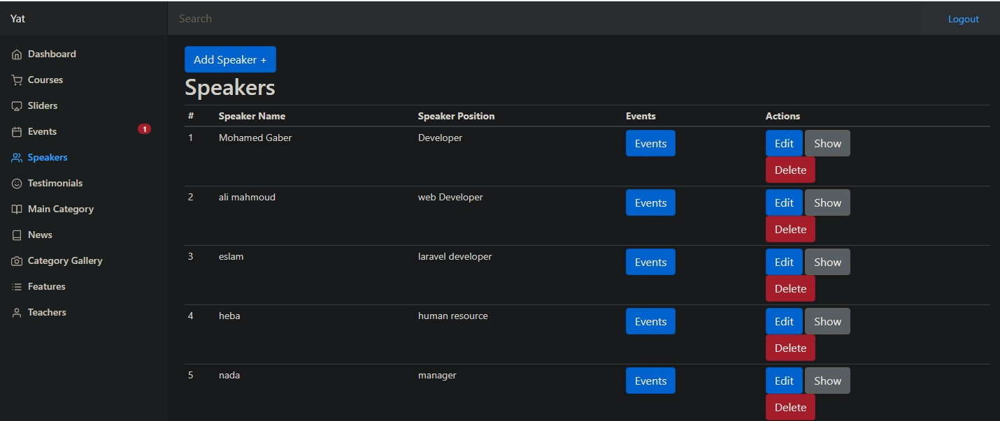 Yat
Search
Logout
Dashboard
Courses
Sliders
Events 1
Speakers
Testimonials
Main Category
News
Category Gallery
Features
Teachers
Add Speaker +
Speakers
# Speaker Name Speaker Position Events Actions
1 Mohamed Gaber Developer Events Edit Show
Delete
2 ali mahmoud web Developer Events Edit Show
Delete
3 eslam laravel developer Events Edit Show
Delete
4 heba human resource Events Edit Show
Delete
5 nada manager Events Edit Show
Delete